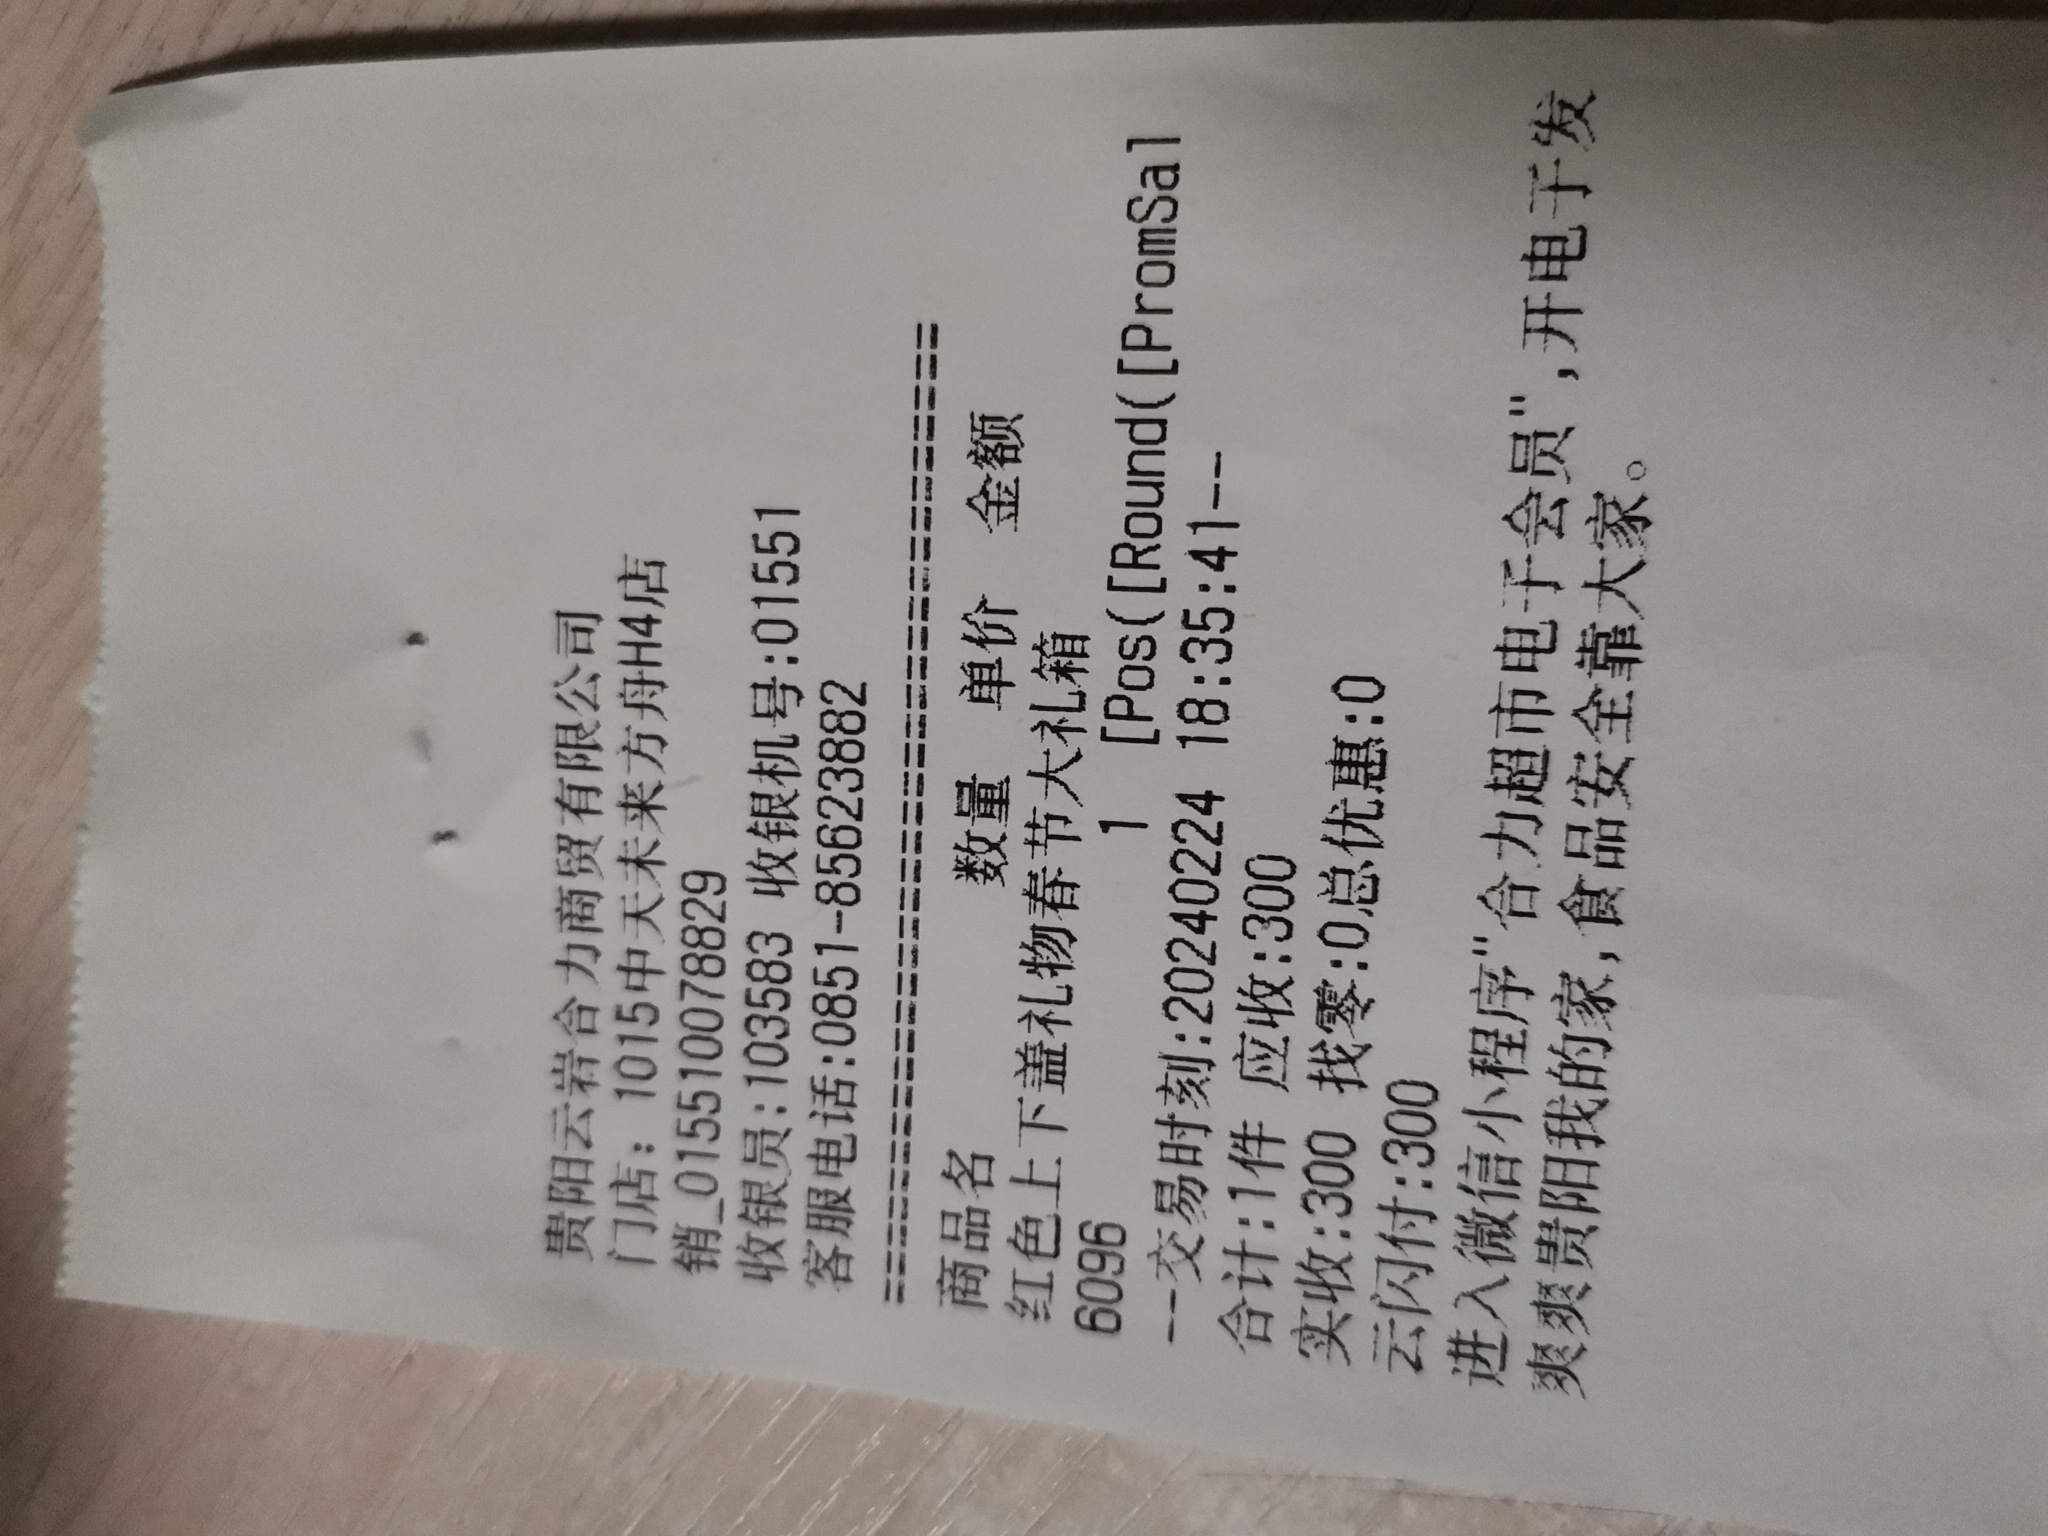 贵阳云岩合力商贸有限公司
门店: 1015中天未来方舟H4店
销_015510078829
收银员:103583 收银机号:01551
客服电话:0851-85623882
================================
商品名 数量 单价 金额
红色上下盖礼物春节大礼箱
6096 1 [Pos([Round([PromSal
--交易时刻:20240224 18:35:41--
合计:1件 应收:300
实收:300 找零:0总优惠:0
云闪付:300
进入微信小程序"合力超市电子会员",开电子发
爽爽贵阳我的家,食品安全靠大家。